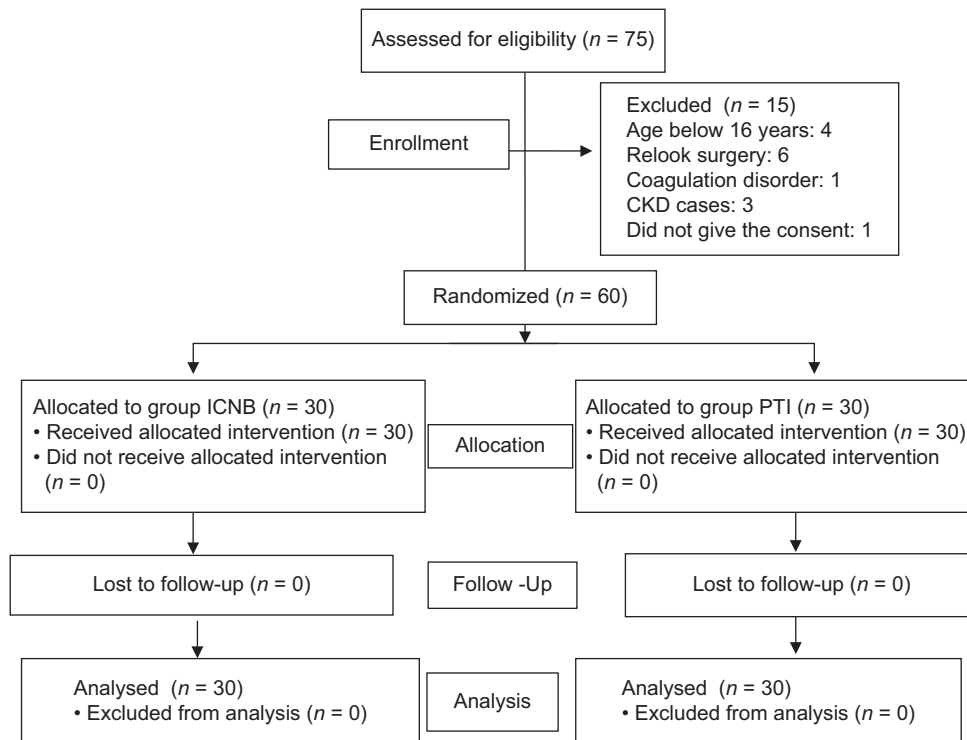 Assessed for eligibility (n = 75)
Enrollment
Excluded (n = 15)
Age below 16 years: 4
Relook surgery: 6
Coagulation disorder: 1
CKD cases: 3
Did not give the consent: 1
Randomized (n = 60)
Allocated to group ICNB (n = 30)
• Received allocated intervention (n = 30)
• Did not receive allocated intervention
(n = 0)
Allocation
Allocated to group PTI (n = 30)
• Received allocated intervention (n = 30)
• Did not receive allocated intervention
(n = 0)
Lost to follow-up (n = 0)
Follow -Up
Lost to follow-up (n = 0)
Analysed (n = 30)
• Excluded from analysis (n = 0)
Analysis
Analysed (n = 30)
• Excluded from analysis (n = 0)